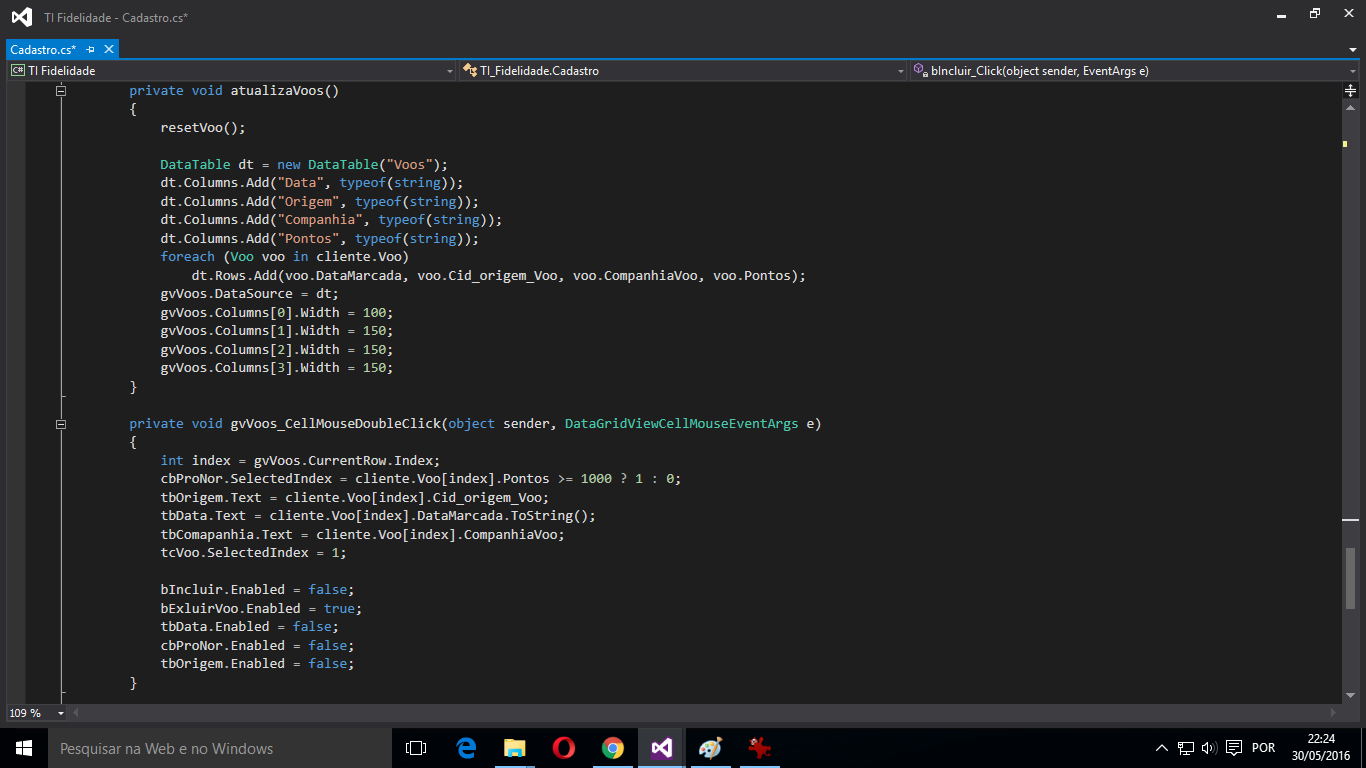 TI Fidelidade - Cadastro.cs*
Cadastro.cs*
TI Fidelidade
TI_Fidelidade.Cadastro
bIncluir_Click(object sender, EventArgs e)
private void atualizaVoos()
{
resetVoo();
DataTable dt = new DataTable("Voos");
dt.Columns.Add("Data", typeof(string));
dt.Columns.Add("Origem", typeof(string));
dt.Columns.Add("Companhia", typeof(string));
dt.Columns.Add("Pontos", typeof(string));
foreach (Voo voo in cliente.Voo)
dt.Rows.Add(voo.DataMarcada, voo.Cid_origem_Voo, voo.CompanhiaVoo, voo.Pontos);
gvVoos.DataSource = dt;
gvVoos.Columns[0].Width = 100;
gvVoos.Columns[1].Width = 150;
gvVoos.Columns[2].Width = 150;
gvVoos.Columns[3].Width = 150;
}
private void gvVoos_CellMouseDoubleClick(object sender, DataGridViewCellMouseEventArgs e)
{
int index = gvVoos.CurrentRow.Index;
cbProNor.SelectedIndex = cliente.Voo[index].Pontos >= 1000 ? 1 : 0;
tbOrigem.Text = cliente.Voo[index].Cid_origem_Voo;
tbData.Text = cliente.Voo[index].DataMarcada.ToString();
tbComapanhia.Text = cliente.Voo[index].CompanhiaVoo;
tcVoo.SelectedIndex = 1;
bIncluir.Enabled = false;
bExluirVoo.Enabled = true;
tbData.Enabled = false;
cbProNor.Enabled = false;
tbOrigem.Enabled = false;
}
109 %
Pesquisar na Web e no Windows
POR
22:24
30/05/2016